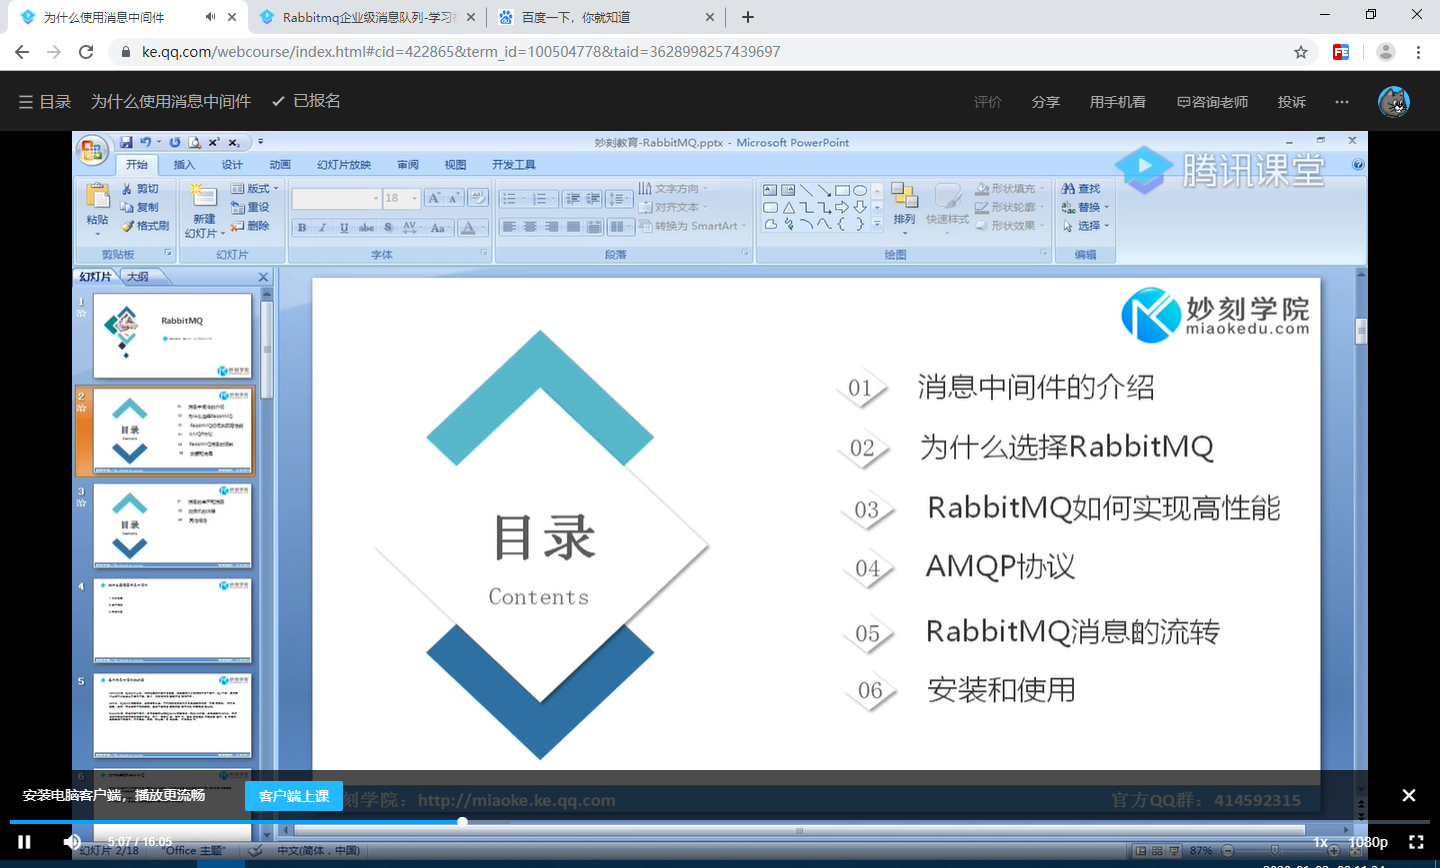 为什么使用消息中间件
Rabbitmq企业级消息队列-学习视
百度一下，你就知道
ke.qq.com/webcourse/index.html#cid=422865&term_id=100504778&taid=3628998257439697
目录 为什么使用消息中间件 已报名
评价 分享 用手机看 咨询老师 投诉
妙刻教育-RabbitMQ.pptx - Microsoft PowerPoint
开始 插入 设计 动画 幻灯片放映 审阅 视图 开发工具
腾讯课堂
粘贴 剪切 复制 格式刷
新建 幻灯片 版式 重设 删除
18
文字方向
对齐文本
转换为 SmartArt
排列 快速样式
形状填充
形状轮廓
形状效果
查找
替换
选择
剪贴板 幻灯片 字体 段落 绘图 编辑
幻灯片 大纲
1
RabbitMQ
2
目录
Contents
3
目录
4
5
6
妙刻学院
miaokedu.com
目录
Contents
01 消息中间件的介绍
02 为什么选择RabbitMQ
03 RabbitMQ如何实现高性能
04 AMQP协议
05 RabbitMQ消息的流转
06 安装和使用
安装电脑客户端，播放更流畅 客户端上课
刻学院：http://miaoke.ke.qq.com
官方QQ群：414592315
5:07 / 16:05
1x 1080p
幻灯片 2/18 "Office 主题" 中文(简体，中国) 87%